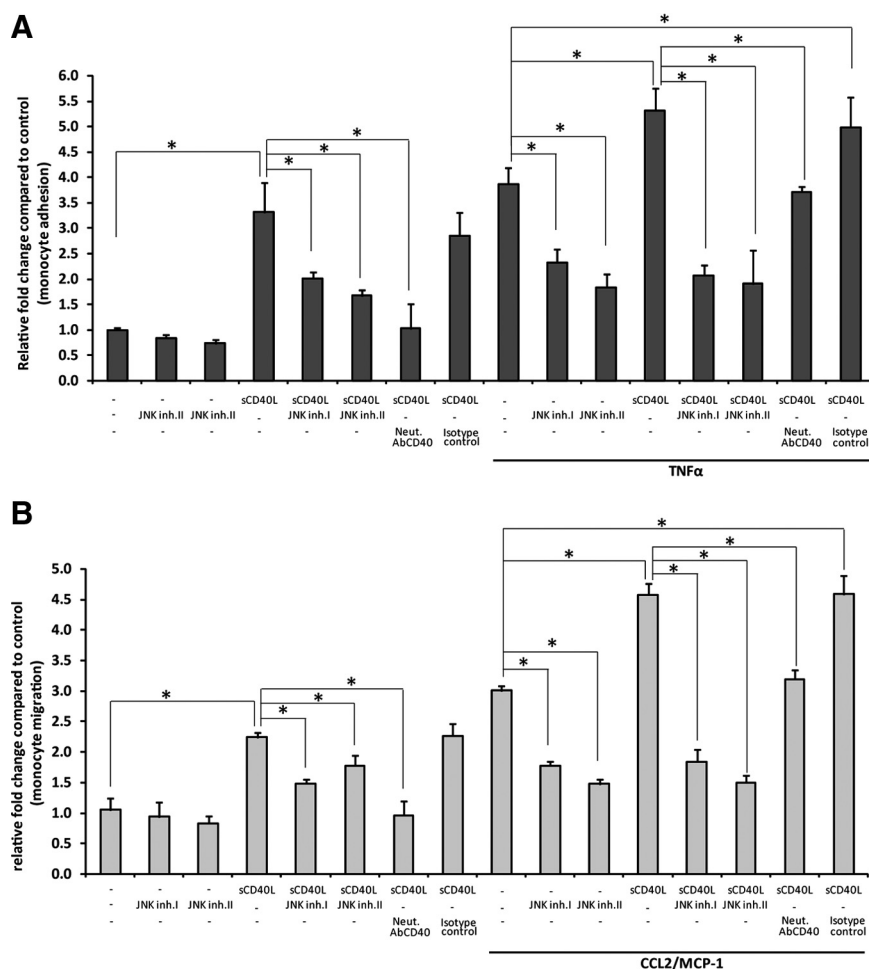 A
* * * *
* * * * * * * *
Relative fold change compared to control
(monocyte adhesion)
6.0
5.5
5.0
4.5
4.0
3.5
3.0
2.5
2.0
1.5
1.0
0.5
0.0
- - - sCD40L sCD40L sCD40L sCD40L sCD40L - - - sCD40L sCD40L sCD40L sCD40L sCD40L
- JNK inh.II JNK inh.II - JNK inh.I JNK inh.II - - - JNK inh.I JNK inh.II - JNK inh.I JNK inh.II - -
- - - - - - Neut. AbCD40 Isotype control - - - - - - Neut. AbCD40 Isotype control
TNFα
B
* * * *
* * * * * * * *
relative fold change compared to control
(monocyte migration)
5.0
4.5
4.0
3.5
3.0
2.5
2.0
1.5
1.0
0.5
0.0
- - - sCD40L sCD40L sCD40L sCD40L sCD40L - - - sCD40L sCD40L sCD40L sCD40L sCD40L
- JNK inh.I JNK inh.II - JNK inh.I JNK inh.II - - - JNK inh.I JNK inh.II - JNK inh.I JNK inh.II - -
- - - - - - Neut. AbCD40 Isotype control - - - - - - Neut. AbCD40 Isotype control
CCL2/MCP-1